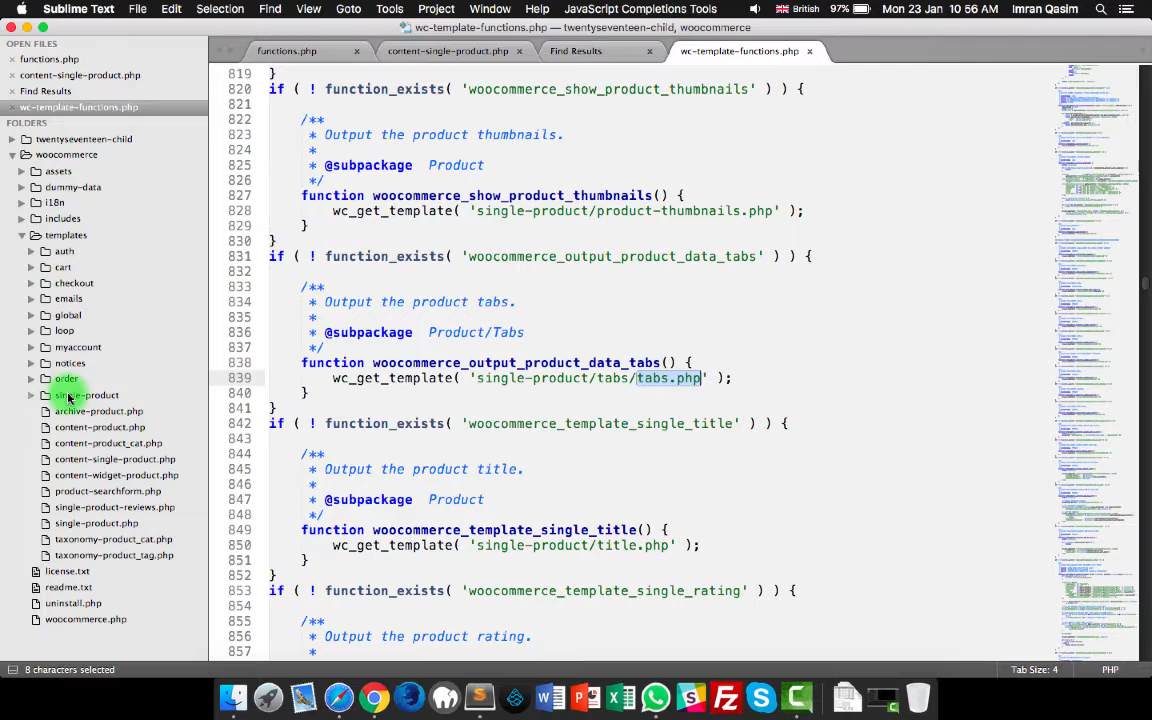 Sublime Text File Edit Selection Find View Goto Tools Project Window Help JavaScript Completions Tools British 97% Mon 23 Jan 10:56 AM Imran Qasim
wc-template-functions.php — twentyseventeen-child, woocommerce
OPEN FILES
functions.php
content-single-product.php
Find Results
wc-template-functions.php
FOLDERS
twentyseventeen-child
woocommerce
assets
dummy-data
i18n
includes
templates
auth
cart
checkout
emails
global
loop
myaccount
notices
order
single-product
archive-product.php
content-product.php
content-product_cat.php
content-single-product.php
content-widget-product.php
product-searchform.php
single-product-reviews.php
single-product.php
taxonomy-product_cat.php
taxonomy-product_tag.php
license.txt
readme.txt
uninstall.php
woocommerce.php
functions.php × content-single-product.php × Find Results × wc-template-functions.php ×
819 }
820 if ( ! function_exists( 'woocommerce_show_product_thumbnails' ) ) {
821
822 /**
823 * Output the product thumbnails.
824 *
825 * @subpackage Product
826 */
827 function woocommerce_show_product_thumbnails() {
828 wc_get_template( 'single-product/product-thumbnails.php' );
829 }
830 }
831 if ( ! function_exists( 'woocommerce_output_product_data_tabs' ) ) {
832
833 /**
834 * Output the product tabs.
835 *
836 * @subpackage Product/Tabs
837 */
838 function woocommerce_output_product_data_tabs() {
839 wc_get_template( 'single-product/tabs/tabs.php' );
840 }
841 }
842 if ( ! function_exists( 'woocommerce_template_single_title' ) ) {
843
844 /**
845 * Output the product title.
846 *
847 * @subpackage Product
848 */
849 function woocommerce_template_single_title() {
850 wc_get_template( 'single-product/title.php' );
851 }
852 }
853 if ( ! function_exists( 'woocommerce_template_single_rating' ) ) {
854
855 /**
856 * Output the product rating.
857 *
8 characters selected Tab Size: 4 PHP